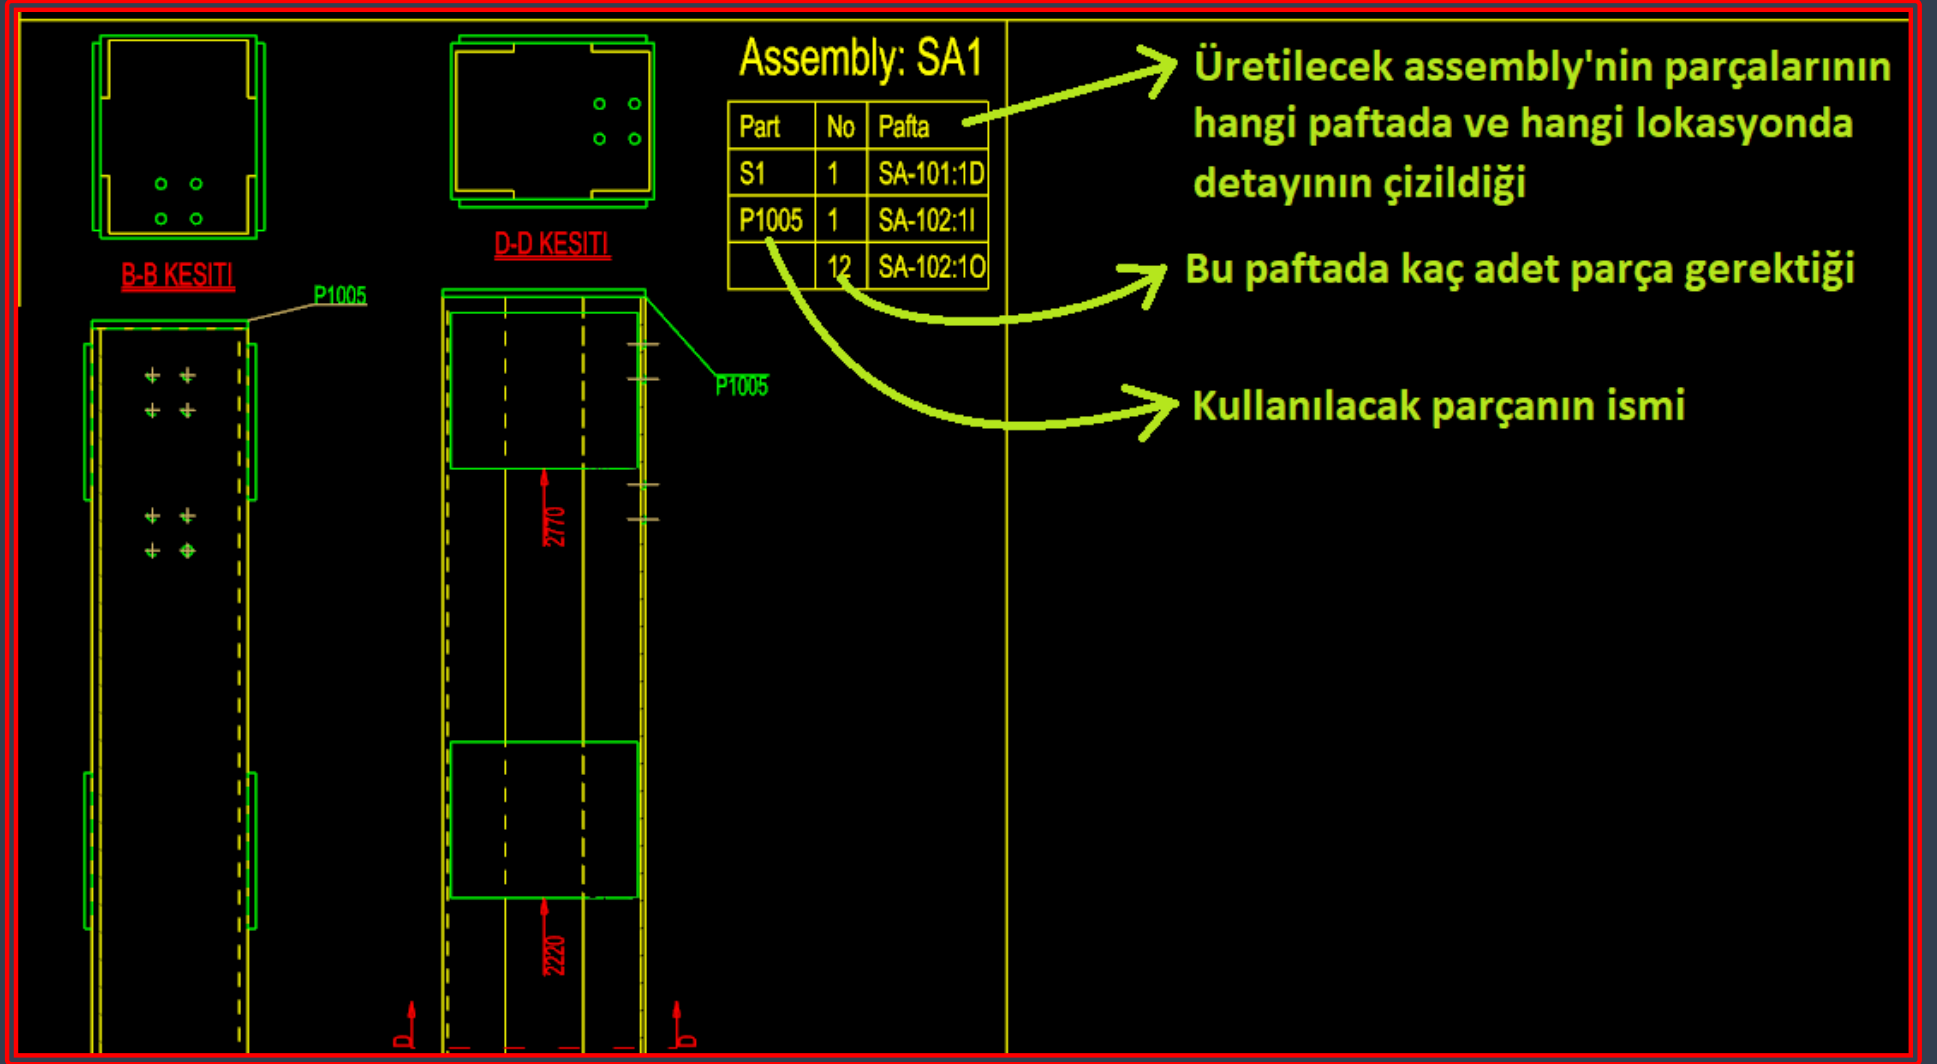 Assembly: SA1
Part No Pafta
S1 1 SA-101:1D
P1005 1 SA-102:1I
12 SA-102:1O
Üretilecek assembly'nin parçalarının
hangi paftada ve hangi lokasyonda
detayının çizildiği
Bu paftada kaç adet parça gerektiği
Kullanılacak parçanın ismi
B-B KESITI
D-D KESITI
P1005
P1005
2770
2220
D
D